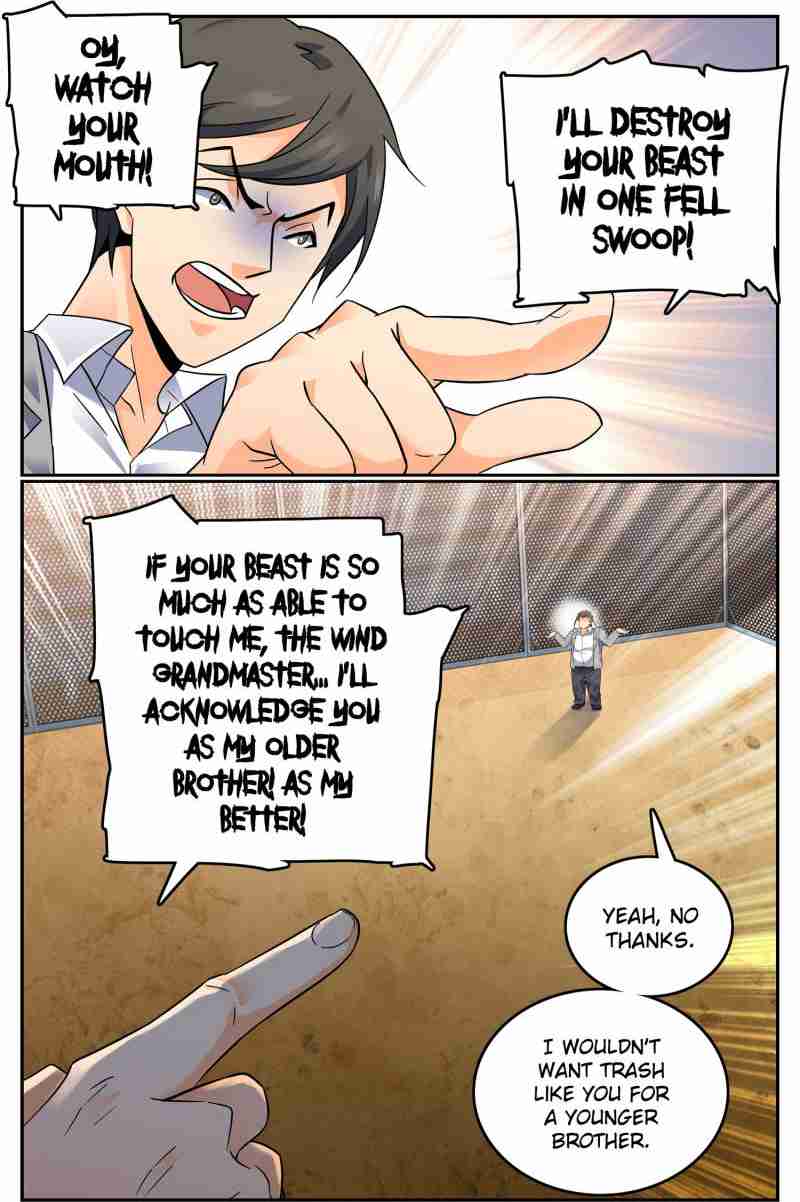 OY,
WATCH
YOUR
MOUTH!
I'LL DESTROY
YOUR BEAST
IN ONE FELL
SWOOP!
IF YOUR BEAST IS SO
MUCH AS ABLE TO
TOUCH ME, THE WIND
GRANDMASTER... I'LL
ACKNOWLEDGE YOU
AS MY OLDER
BROTHER! AS MY
BETTER!
YEAH, NO
THANKS.
I WOULDN'T
WANT TRASH
LIKE YOU FOR
A YOUNGER
BROTHER.